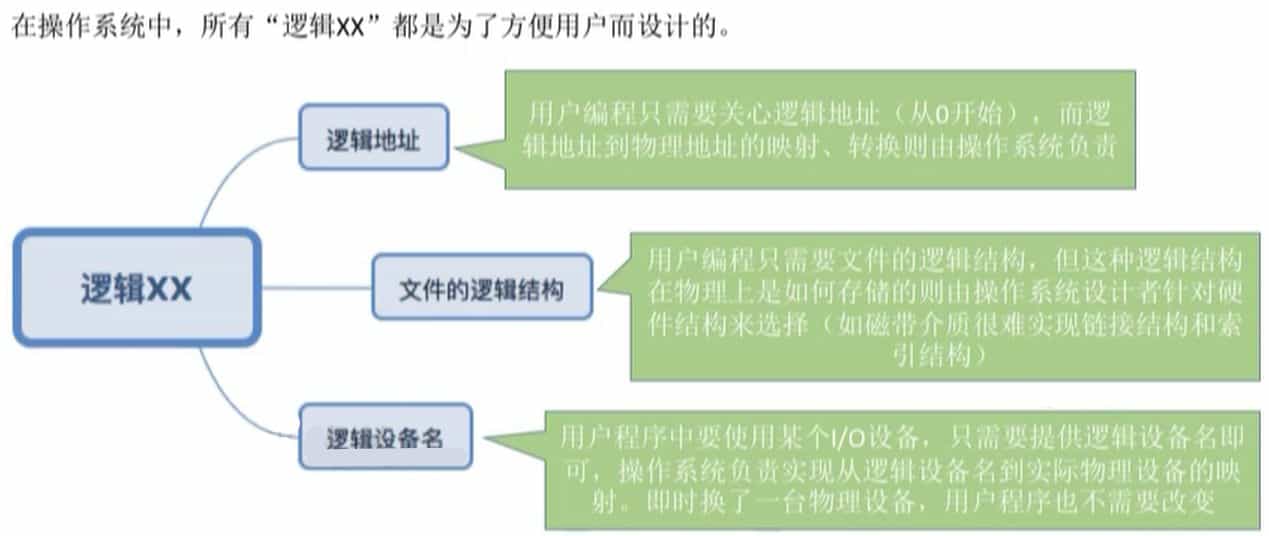 在操作系统中，所有“逻辑XX”都是为了方便用户而设计的。
逻辑地址
用户编程只需要关心逻辑地址（从0开始），而逻
辑地址到物理地址的映射、转换则由操作系统负责
逻辑XX
文件的逻辑结构
用户编程只需要文件的逻辑结构，但这种逻辑结构
在物理上是如何存储的则由操作系统设计者针对硬
件结构来选择（如磁带介质很难实现链接结构和索
引结构）
逻辑设备名
用户程序中要使用某个I/O设备，只需要提供逻辑设备名即
可，操作系统负责实现从逻辑设备名到实际物理设备的映
射。即时换了一台物理设备，用户程序也不需要改变